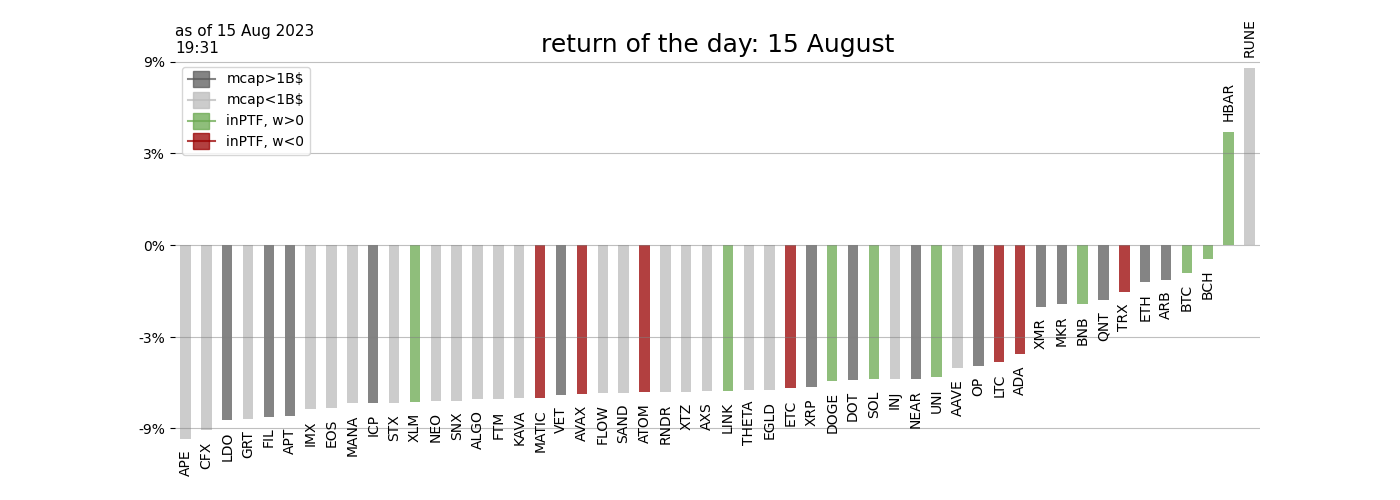 as of 15 Aug 2023
19:31
return of the day: 15 August
mcap>1B$
mcap<1B$
inPTF, w>0
inPTF, w<0
9%
3%
0%
-3%
-9%
APE
CFX
LDO
GRT
FIL
APT
IMX
EOS
MANA
ICP
STX
XLM
NEO
SNX
ALGO
FTM
KAVA
MATIC
VET
AVAX
FLOW
SAND
ATOM
RNDR
XTZ
AXS
LINK
THETA
EGLD
ETC
XRP
DOGE
DOT
SOL
INJ
NEAR
UNI
AAVE
OP
LTC
ADA
XMR
MKR
BNB
QNT
TRX
ETH
ARB
BTC
BCH
HBAR
RUNE